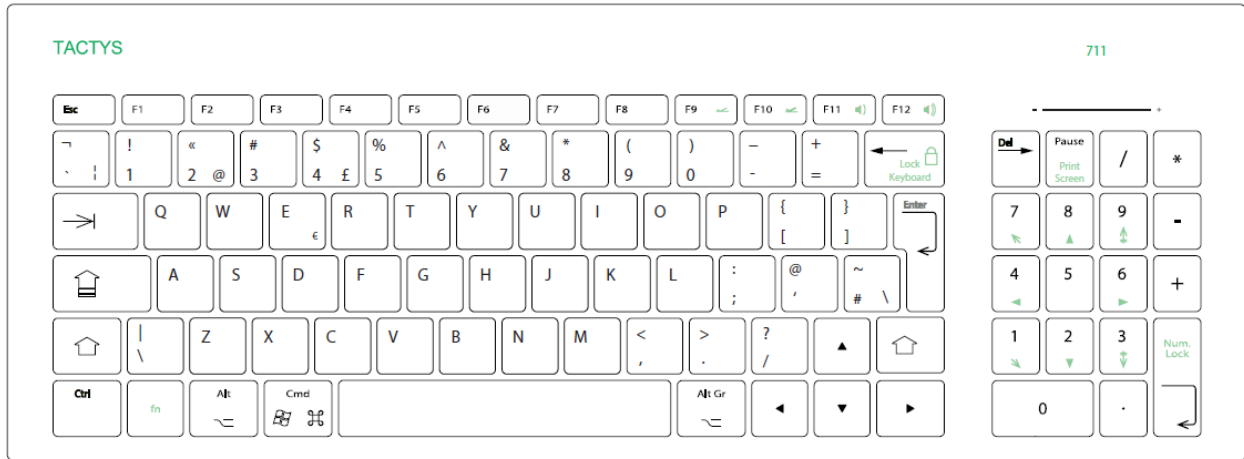 TACTYS 711
Esc F1 F2 F3 F4 F5 F6 F7 F8 F9 F10 F11 F12 - +
¬ ! « # $ % ^ & * ( ) – +
` ¦ 1 2 @ 3 4 £ 5 6 7 8 9 0 - = Lock Keyboard
Del Pause Print Screen / *
Q W E € R T Y U I O P { [ } ] Enter
7 8 9 -
A S D F G H J K L : ; @ ' ~ # \
4 5 6 +
| \ Z X C V B N M < , > . ? /
1 2 3 Num. Lock
Ctrl fn Alt Cmd ⌘ Alt Gr
0 .